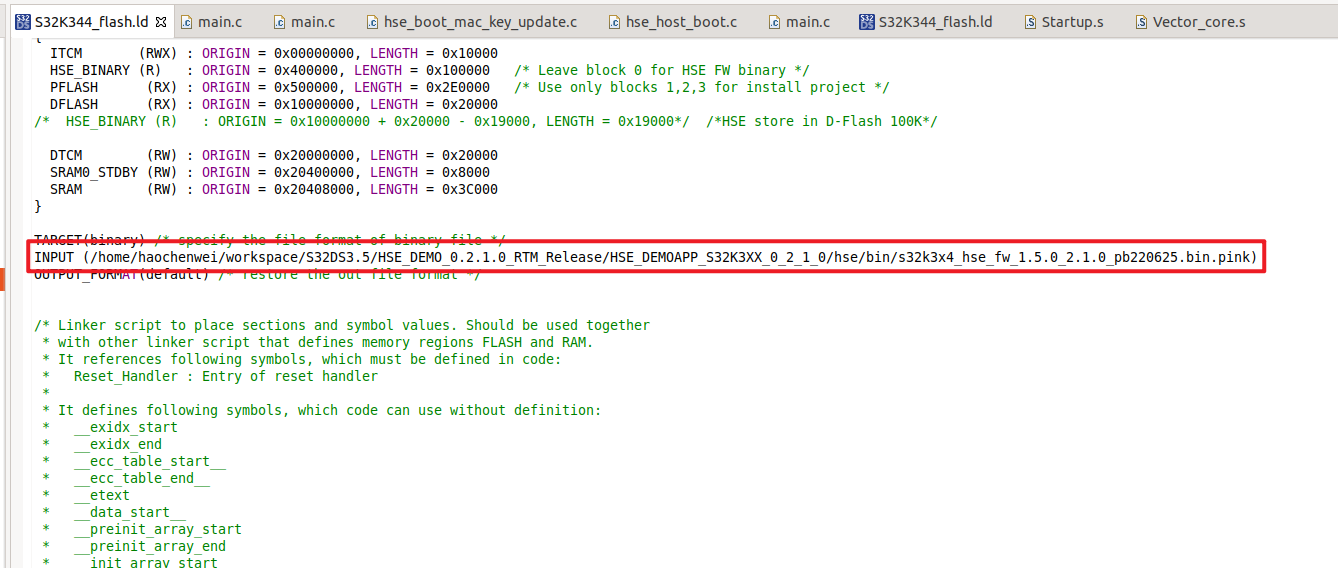 S32K344_flash.ld main.c main.c hse_boot_mac_key_update.c hse_host_boot.c main.c S32K344_flash.ld Startup.s Vector_core.s
{
ITCM (RWX) : ORIGIN = 0x00000000, LENGTH = 0x10000
HSE_BINARY (R) : ORIGIN = 0x400000, LENGTH = 0x100000 /* Leave block 0 for HSE FW binary */
PFLASH (RX) : ORIGIN = 0x500000, LENGTH = 0x2E0000 /* Use only blocks 1,2,3 for install project */
DFLASH (RX) : ORIGIN = 0x10000000, LENGTH = 0x20000
/* HSE_BINARY (R) : ORIGIN = 0x10000000 + 0x20000 - 0x19000, LENGTH = 0x19000*/ /*HSE store in D-Flash 100K*/
DTCM (RW) : ORIGIN = 0x20000000, LENGTH = 0x20000
SRAM0_STDBY (RW) : ORIGIN = 0x20400000, LENGTH = 0x8000
SRAM (RW) : ORIGIN = 0x20408000, LENGTH = 0x3C000
}
TARGET(binary) /* specify the file format of binary file */
INPUT (/home/haochenwei/workspace/S32DS3.5/HSE_DEMO_0.2.1.0_RTM_Release/HSE_DEMOAPP_S32K3XX_0_2_1_0/hse/bin/s32k3x4_hse_fw_1.5.0_2.1.0_pb220625.bin.pink)
OUTPUT_FORMAT(default) /* restore the out file format */
/* Linker script to place sections and symbol values. Should be used together
* with other linker script that defines memory regions FLASH and RAM.
* It references following symbols, which must be defined in code:
* Reset_Handler : Entry of reset handler
*
* It defines following symbols, which code can use without definition:
* __exidx_start
* __exidx_end
* __ecc_table_start__
* __ecc_table_end__
* __etext
* __data_start__
* __preinit_array_start
* __preinit_array_end
* __init_array_start